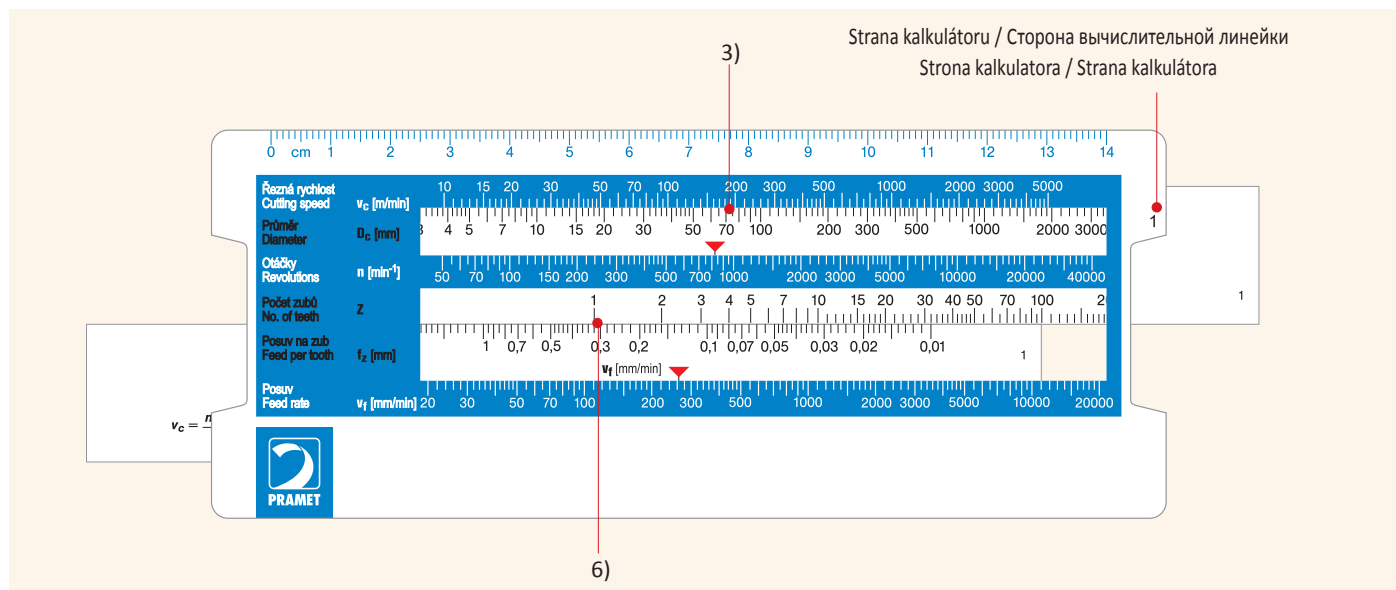 Strana kalkulátoru / Сторона вычислительной линейки
3)
Strona kalkulatora / Strana kalkulátora
0 cm 1 2 3 4 5 6 7 8 9 10 11 12 13 14
Řezná rychlost 10 15 20 30 50 70 100 200 300 500 1000 2000 3000 5000
Cutting speed vc [m/min]
Průměr 3 4 5 7 10 15 20 30 50 70 100 200 300 500 1000 2000 3000 1
Diameter Dc [mm]
Otáčky
Revolutions n [min-1] 50 70 100 150 200 300 500 700 1000 2000 3000 5000 10000 20000 40000
Počet zubů 1 2 3 4 5 7 10 15 20 30 40 50 70 100 1
No. of teeth Z
Posuv na zub 1 0,7 0,5 0,3 0,2 0,1 0,07 0,05 0,03 0,02 0,01
Feed per tooth fz [mm] 1
vf [mm/min]
Posuv
Feed rate vf [mm/min] 20 30 50 70 100 200 300 500 1000 2000 3000 5000 10000 20000
vc = n
PRAMET
6)